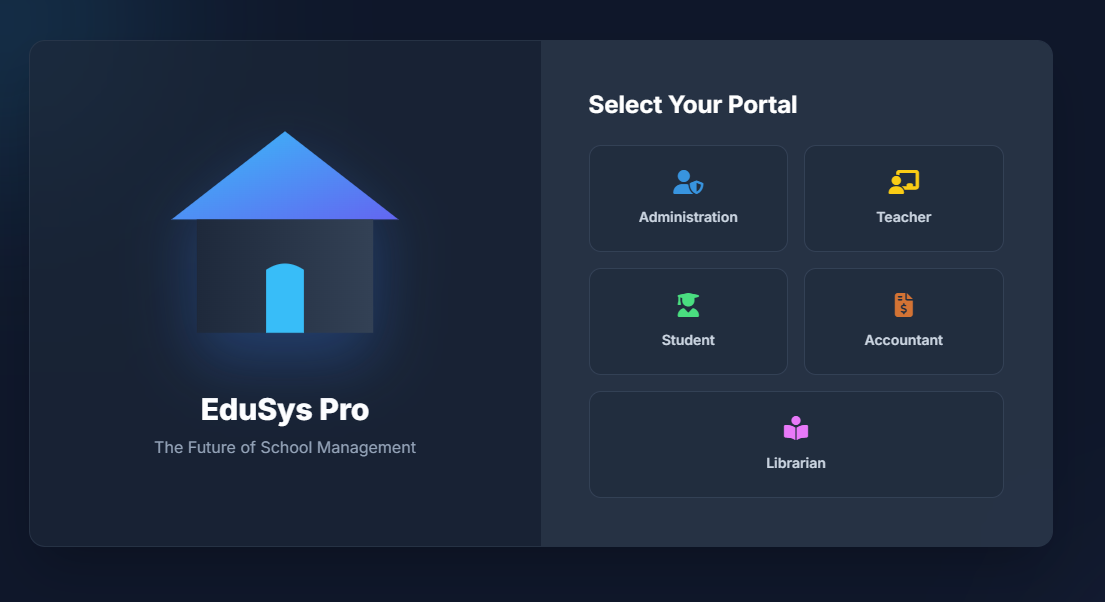 EduSys Pro
The Future of School Management
Select Your Portal
Administration
Teacher
Student
Accountant
Librarian